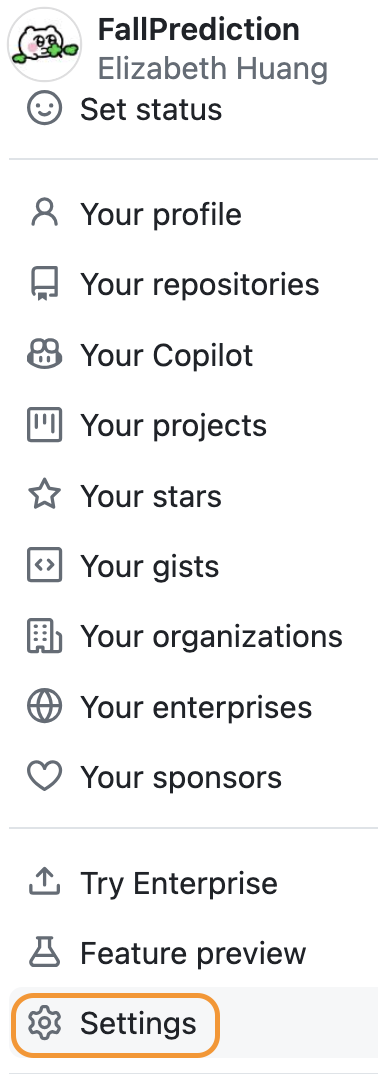 FallPrediction
Elizabeth Huang
Set status
Your profile
Your repositories
Your Copilot
Your projects
Your stars
Your gists
Your organizations
Your enterprises
Your sponsors
Try Enterprise
Feature preview
Settings